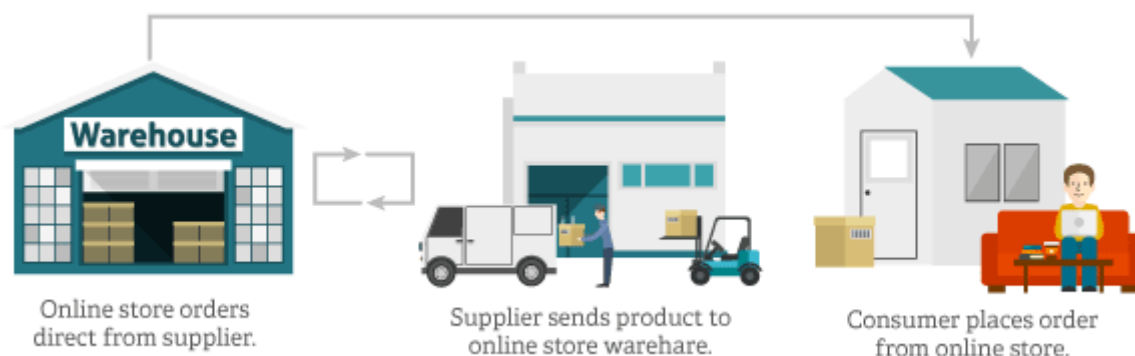 Warehouse
Online store orders
direct from supplier.
Supplier sends product to
online store warehare.
Consumer places order
from online store.